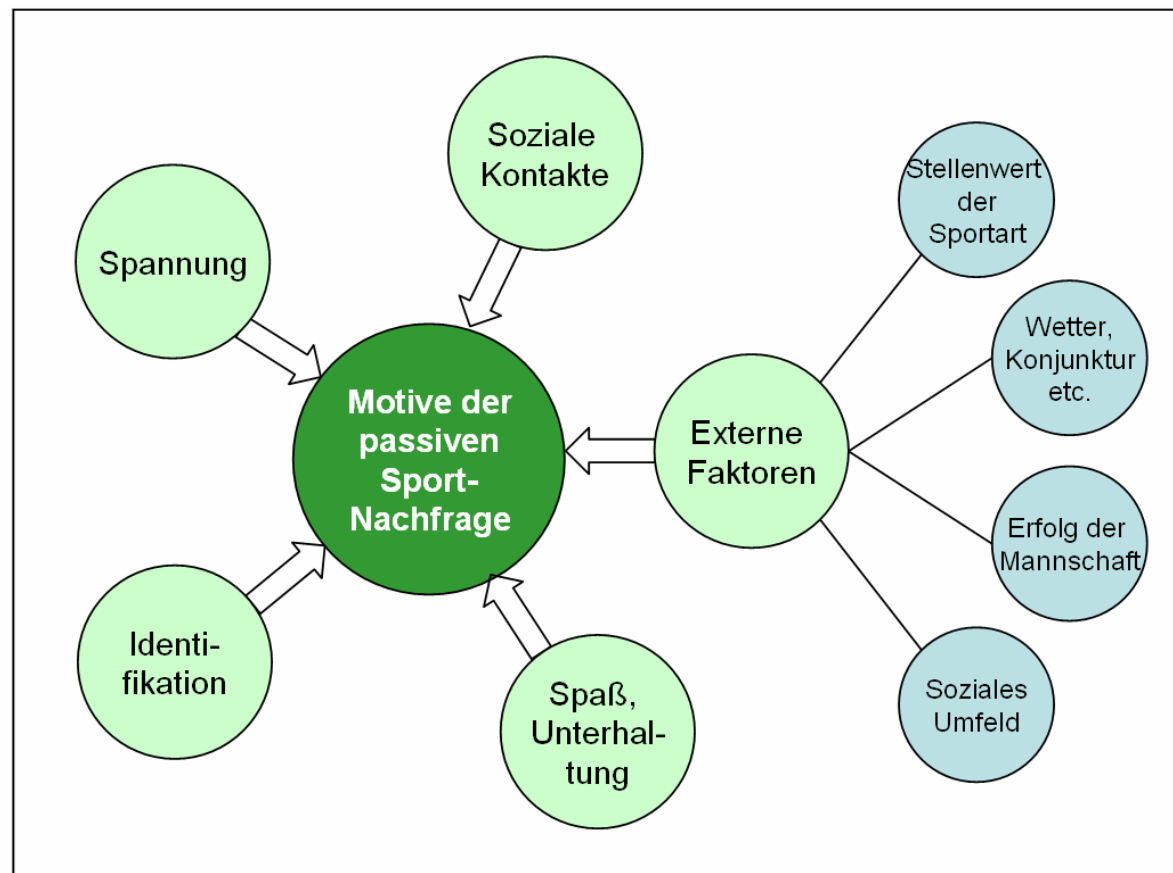 Soziale
Kontakte
Spannung
Motive der
passiven
Sport-
Nachfrage
Identi-
fikation
Spaß,
Unterhal-
tung
Externe
Faktoren
Stellenwert
der
Sportart
Wetter,
Konjunktur
etc.
Erfolg der
Mannschaft
Soziales
Umfeld